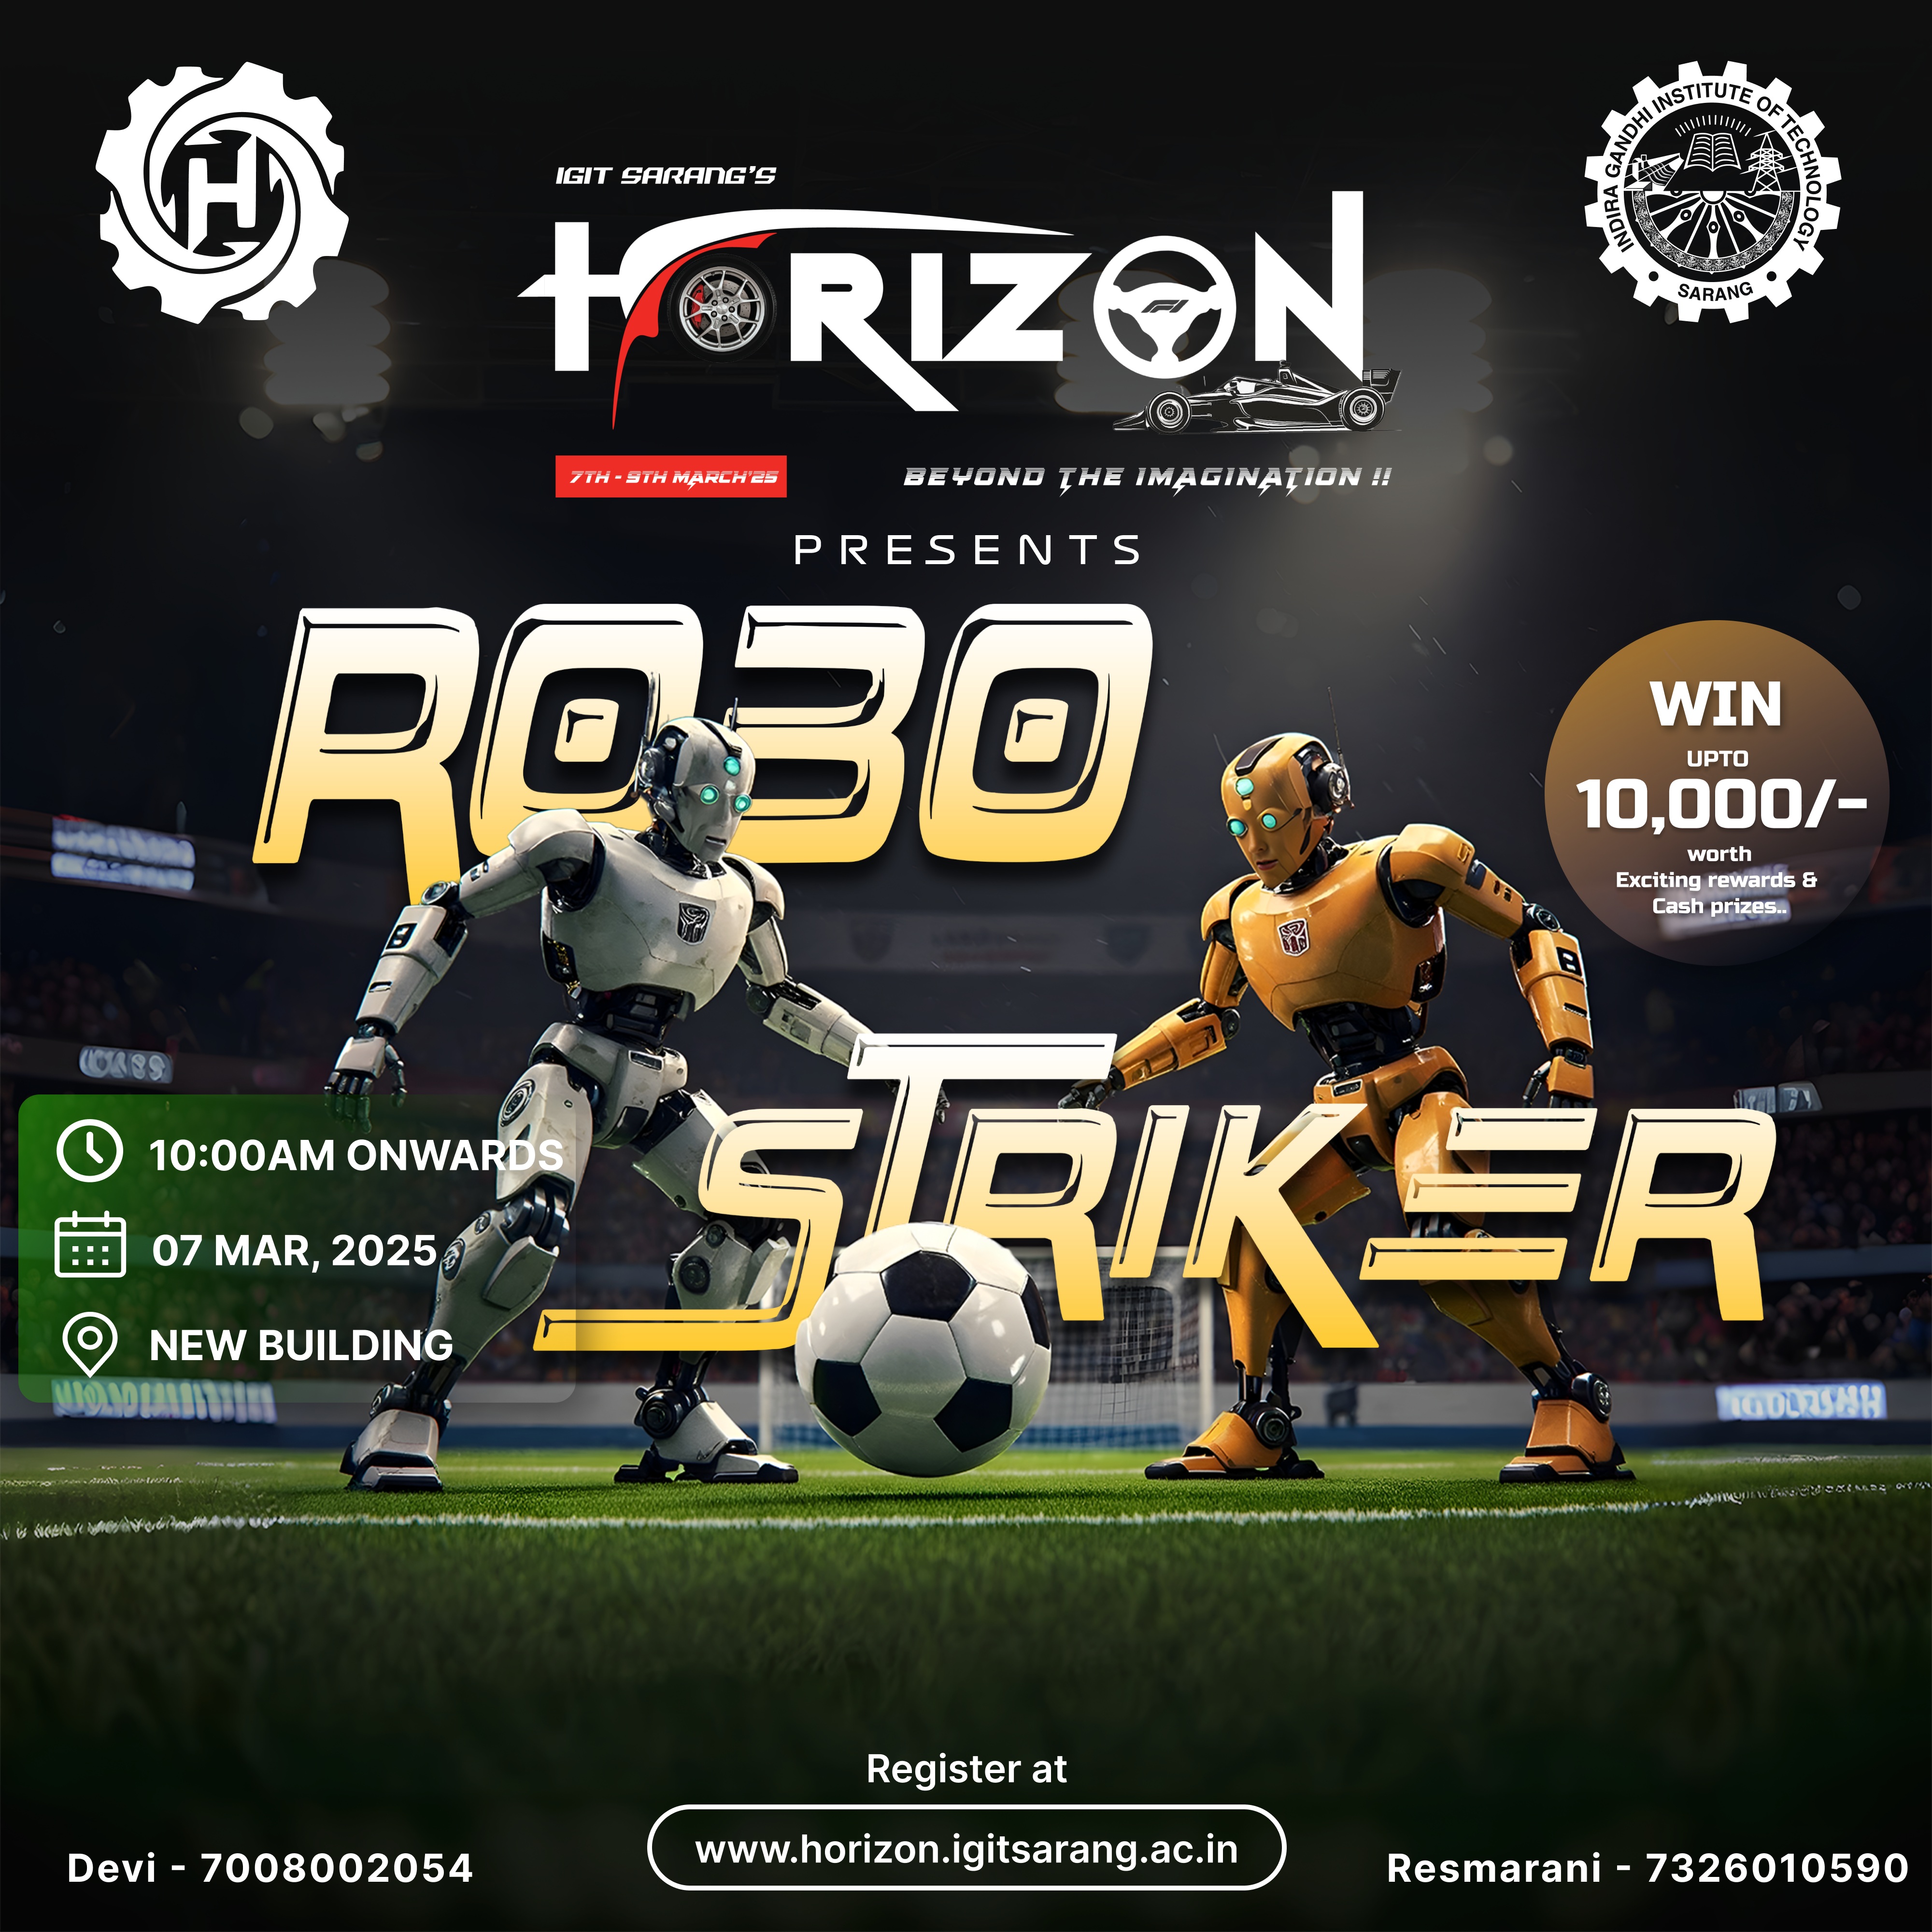 H
INDIRA GANDHI INSTITUTE OF TECHNOLOGY
SARANG
IGIT SARANG'S
HORIZON
F1
7TH - 9TH MARCH'25
BEYOND THE IMAGINATION !!
PRESENTS
ROBO
STRIKER
WIN
UPTO
10,000/-
worth
Exciting rewards &
Cash prizes..
10:00AM ONWARDS
07 MAR, 2025
NEW BUILDING
Register at
www.horizon.igitsarang.ac.in
Devi - 7008002054
Resmarani - 7326010590